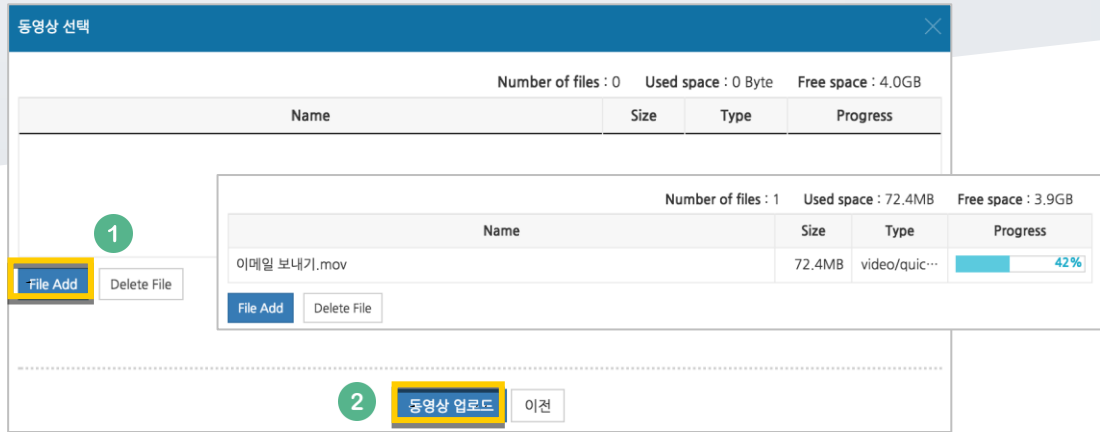 동영상 선택
Number of files : 0 Used space : 0 Byte Free space : 4.0GB
Name Size Type Progress
Number of files : 1 Used space : 72.4MB Free space : 3.9GB
Name Size Type Progress
이메일 보내기.mov 72.4MB video/quic··· 42%
1
File Add Delete File
File Add Delete File
2 동영상 업로드 이전